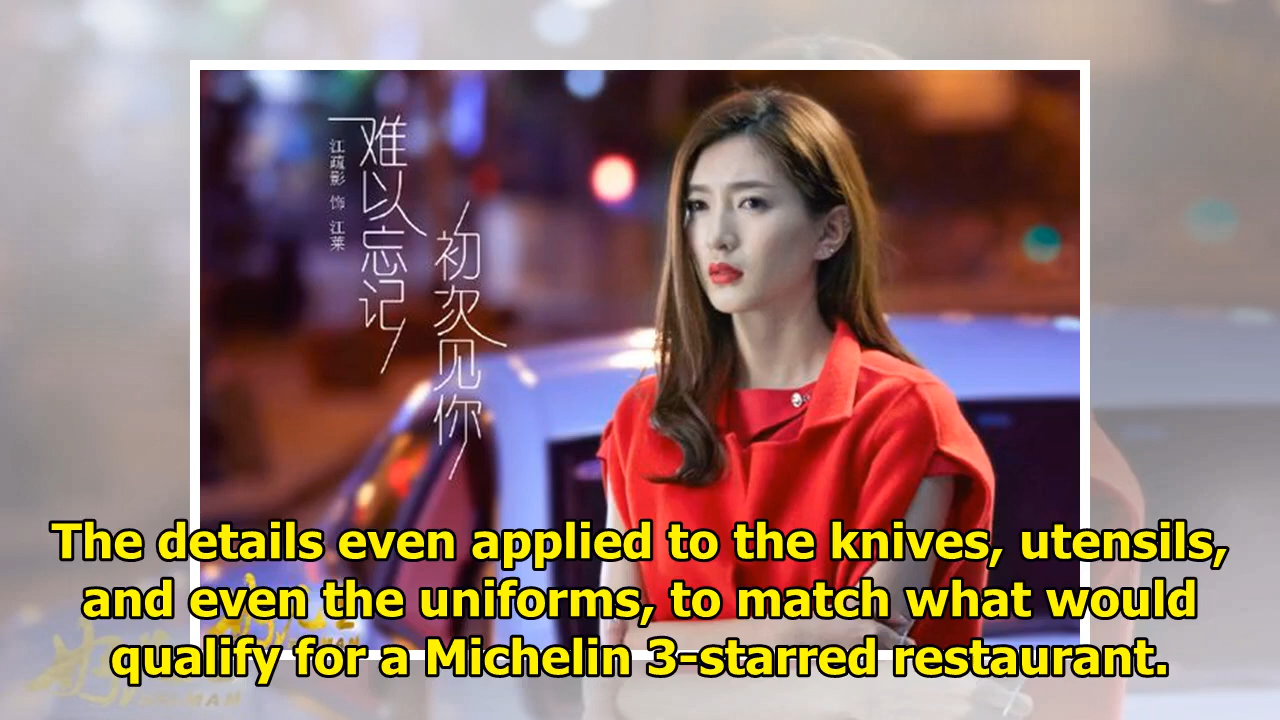 难以忘记
初次见你
江疏影 饰 江莱
The details even applied to the knives, utensils,
and even the uniforms, to match what would
qualify for a Michelin 3-starred restaurant.